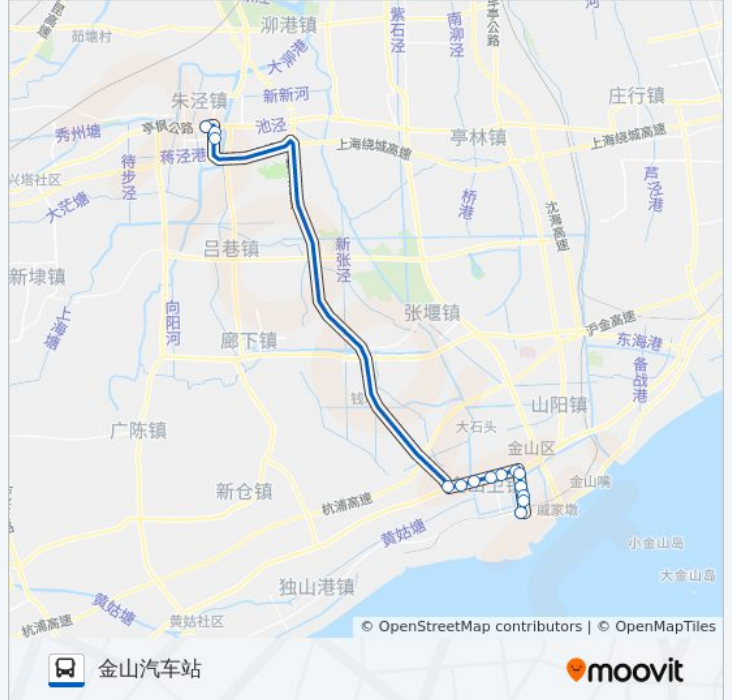 泖港镇
茹塘村
紫石泾
南泖泾
大泖港
朱泾镇
新新河
庄行镇
亭枫公路
池泾
秀州塘
亭林镇
上海绕城高速
上海绕城高速
蒋泾港
待步泾
兴塔社区
大茫塘
芦泾港
桥港
沈海高速
吕巷镇
新张泾
新埭镇
向阳河
上海塘
张堰镇
沪金高速
廊下镇
东海港
备战港
山阳镇
广陈镇
大石头
金山区
新仓镇
金山嘴
杭浦高速
戚家墩
黄姑塘
小金山岛
大金山岛
独山港镇
黄姑塘
黄姑社区
杭浦高速
© OpenStreetMap contributors | © OpenMapTiles
金山汽车站
moovit